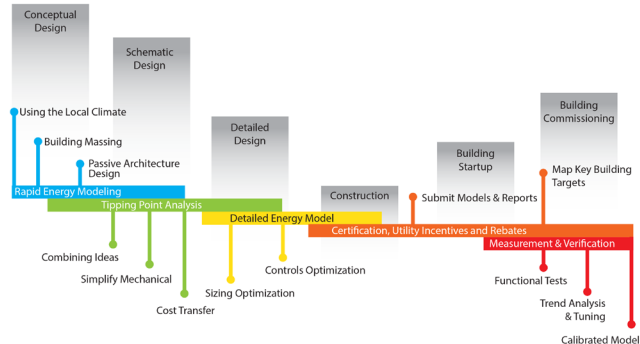 Conceptual
Design
Schematic
Design
Detailed
Design
Construction
Building
Startup
Building
Commissioning
Using the Local Climate
Building Massing
Passive Architecture
Design
Rapid Energy Modeling
Tipping Point Analysis
Combining Ideas
Simplify Mechanical
Cost Transfer
Detailed Energy Model
Sizing Optimization
Controls Optimization
Submit Models & Reports
Map Key Building
Targets
Certification, Utility Incentives and Rebates
Measurement & Verification
Functional Tests
Trend Analysis
& Tuning
Calibrated Model